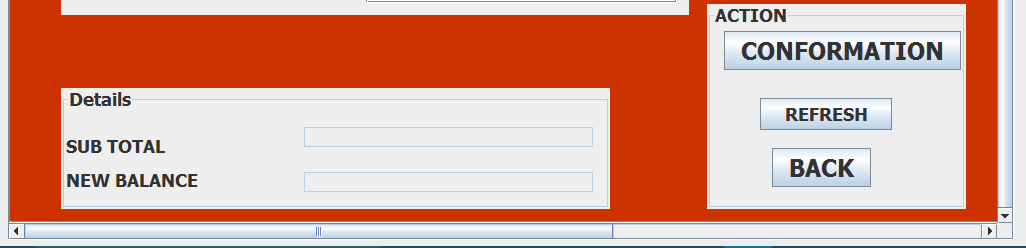 ACTION
CONFORMATION
Details
REFRESH
SUB TOTAL
BACK
NEW BALANCE